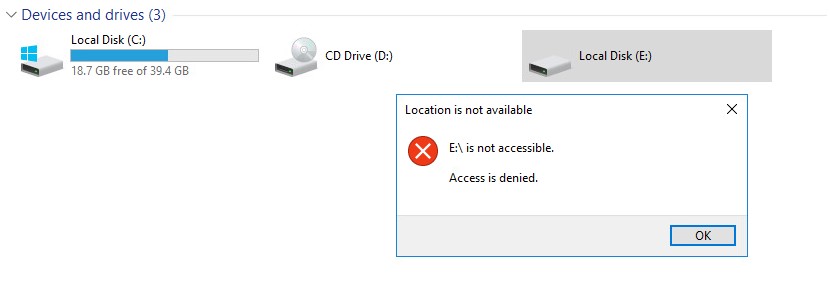 Devices and drives (3)
Local Disk (C:)
18.7 GB free of 39.4 GB
CD Drive (D:)
Local Disk (E:)
Location is not available
E:\ is not accessible.
Access is denied.
OK